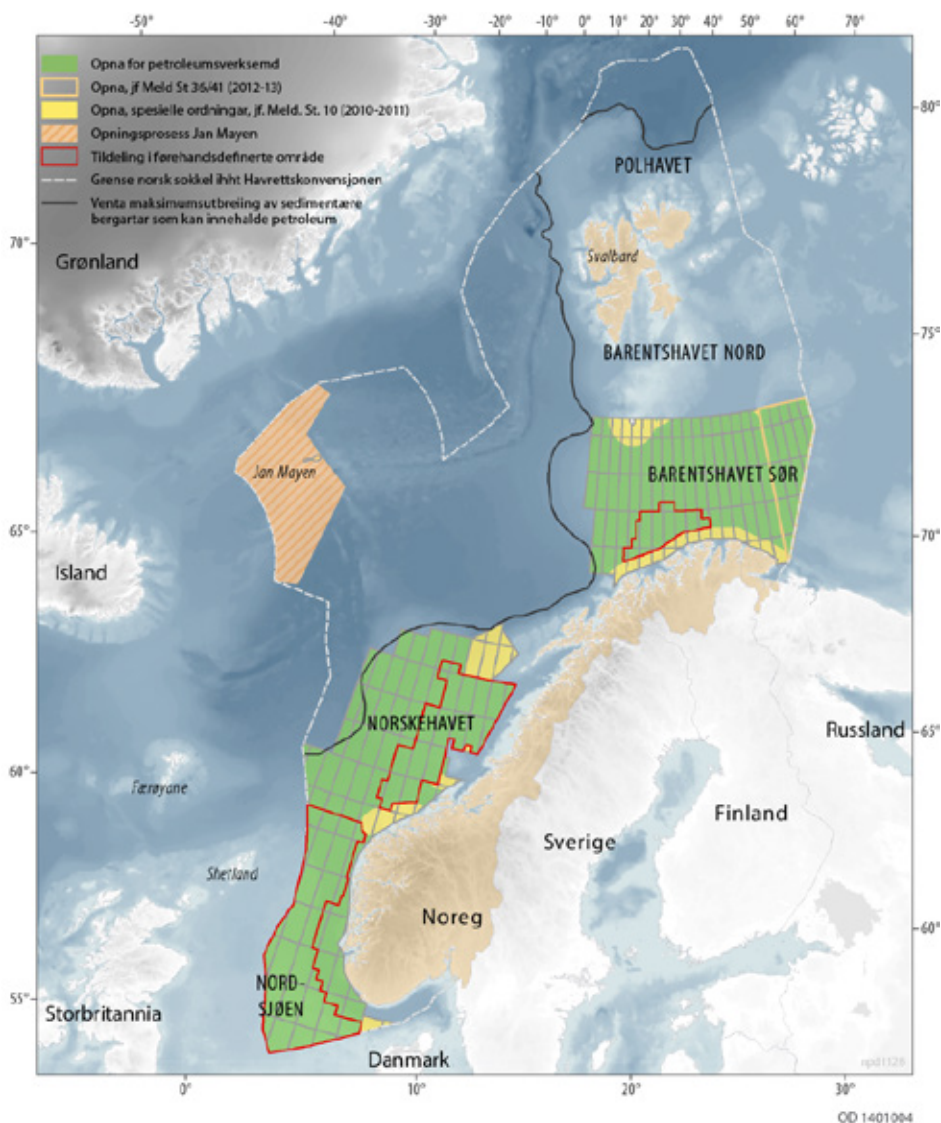 -50° -40° -30° -20° -10° 0° 10° 20° 30° 40° 50° 60° 70°
Opna for petroleumsverksemd
Opna, jf Meld St 36/41 (2012-13)
Opna, spesielle ordningar, jf. Meld. St. 10 (2010-2011)
Opningsprosess Jan Mayen
Tildeling i førehandsdefinerte område
Grense norsk sokkel ihht Havrettskonvensjonen
Venta maksimumsutbreiing av sedimentære
bergartar som kan innehalde petroleum
80°
POLHAVET
70°
Grønland
Svalbard
75°
BARENTSHAVET NORD
Jan Mayen
BARENTSHAVET SØR
65°
70°
Island
NORSKEHAVET
Russland
65°
60°
Færøyane
Finland
Sverige
Shetland
Noreg
60°
NORD-
SJØEN
55°
Storbritannia
Danmark
npd1128
0° 10° 20° 30°
OD 1401004